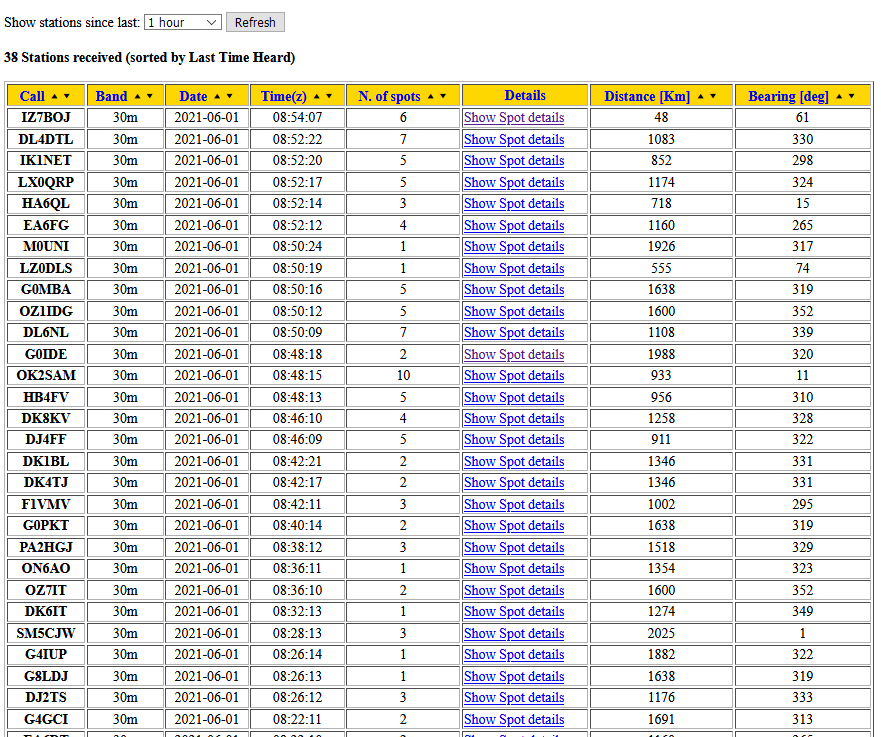 Show stations since last: 1 hour Refresh
38 Stations received (sorted by Last Time Heard)
Call ▲▼ Band ▲▼ Date ▲▼ Time(z) ▲▼ N. of spots ▲▼ Details Distance [Km] ▲▼ Bearing [deg] ▲▼
IZ7BOJ 30m 2021-06-01 08:54:07 6 Show Spot details 48 61
DL4DTL 30m 2021-06-01 08:52:22 7 Show Spot details 1083 330
IK1NET 30m 2021-06-01 08:52:20 5 Show Spot details 852 298
LX0QRP 30m 2021-06-01 08:52:17 5 Show Spot details 1174 324
HA6QL 30m 2021-06-01 08:52:14 3 Show Spot details 718 15
EA6FG 30m 2021-06-01 08:52:12 4 Show Spot details 1160 265
M0UNI 30m 2021-06-01 08:50:24 1 Show Spot details 1926 317
LZ0DLS 30m 2021-06-01 08:50:19 1 Show Spot details 555 74
G0MBA 30m 2021-06-01 08:50:16 5 Show Spot details 1638 319
OZ1IDG 30m 2021-06-01 08:50:12 5 Show Spot details 1600 352
DL6NL 30m 2021-06-01 08:50:09 7 Show Spot details 1108 339
G0IDE 30m 2021-06-01 08:48:18 2 Show Spot details 1988 320
OK2SAM 30m 2021-06-01 08:48:15 10 Show Spot details 933 11
HB4FV 30m 2021-06-01 08:48:13 5 Show Spot details 956 310
DK8KV 30m 2021-06-01 08:46:10 4 Show Spot details 1258 328
DJ4FF 30m 2021-06-01 08:46:09 5 Show Spot details 911 322
DK1BL 30m 2021-06-01 08:42:21 2 Show Spot details 1346 331
DK4TJ 30m 2021-06-01 08:42:17 2 Show Spot details 1346 331
F1VMV 30m 2021-06-01 08:42:11 3 Show Spot details 1002 295
G0PKT 30m 2021-06-01 08:40:14 2 Show Spot details 1638 319
PA2HGJ 30m 2021-06-01 08:38:12 3 Show Spot details 1518 329
ON6AO 30m 2021-06-01 08:36:11 1 Show Spot details 1354 323
OZ7IT 30m 2021-06-01 08:36:10 2 Show Spot details 1600 352
DK6IT 30m 2021-06-01 08:32:13 1 Show Spot details 1274 349
SM5CJW 30m 2021-06-01 08:28:13 3 Show Spot details 2025 1
G4IUP 30m 2021-06-01 08:26:14 1 Show Spot details 1882 322
G8LDJ 30m 2021-06-01 08:26:13 1 Show Spot details 1638 319
DJ2TS 30m 2021-06-01 08:26:12 3 Show Spot details 1176 333
G4GCI 30m 2021-06-01 08:22:11 2 Show Spot details 1691 313